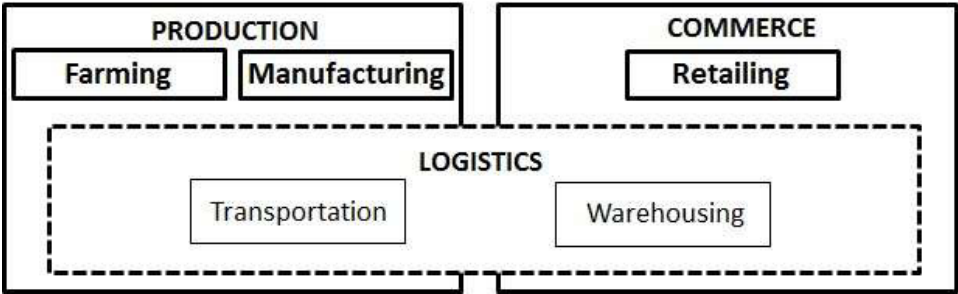 PRODUCTION
Farming
Manufacturing
COMMERCE
Retailing
LOGISTICS
Transportation
Warehousing